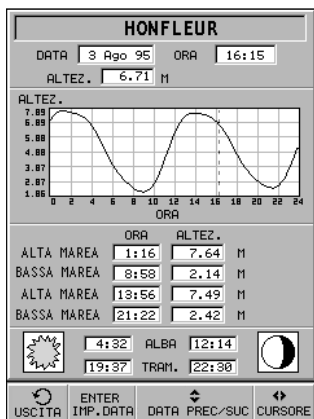 HONFLEUR
DATA 3 Ago 95 ORA 16:15
ALTEZ. 6.71 M
ALTEZ.
7.89
6.89
5.88
4.88
3.87
2.87
1.86
0 2 4 6 8 10 12 14 16 18 20 22 24
ORA
ORA ALTEZ.
ALTA MAREA 1:16 7.64 M
BASSA MAREA 8:58 2.14 M
ALTA MAREA 13:56 7.49 M
BASSA MAREA 21:22 2.42 M
4:32 ALBA 12:14
19:37 TRAM. 22:30
USCITA ENTER IMP.DATA DATA PREC/SUC CURSORE